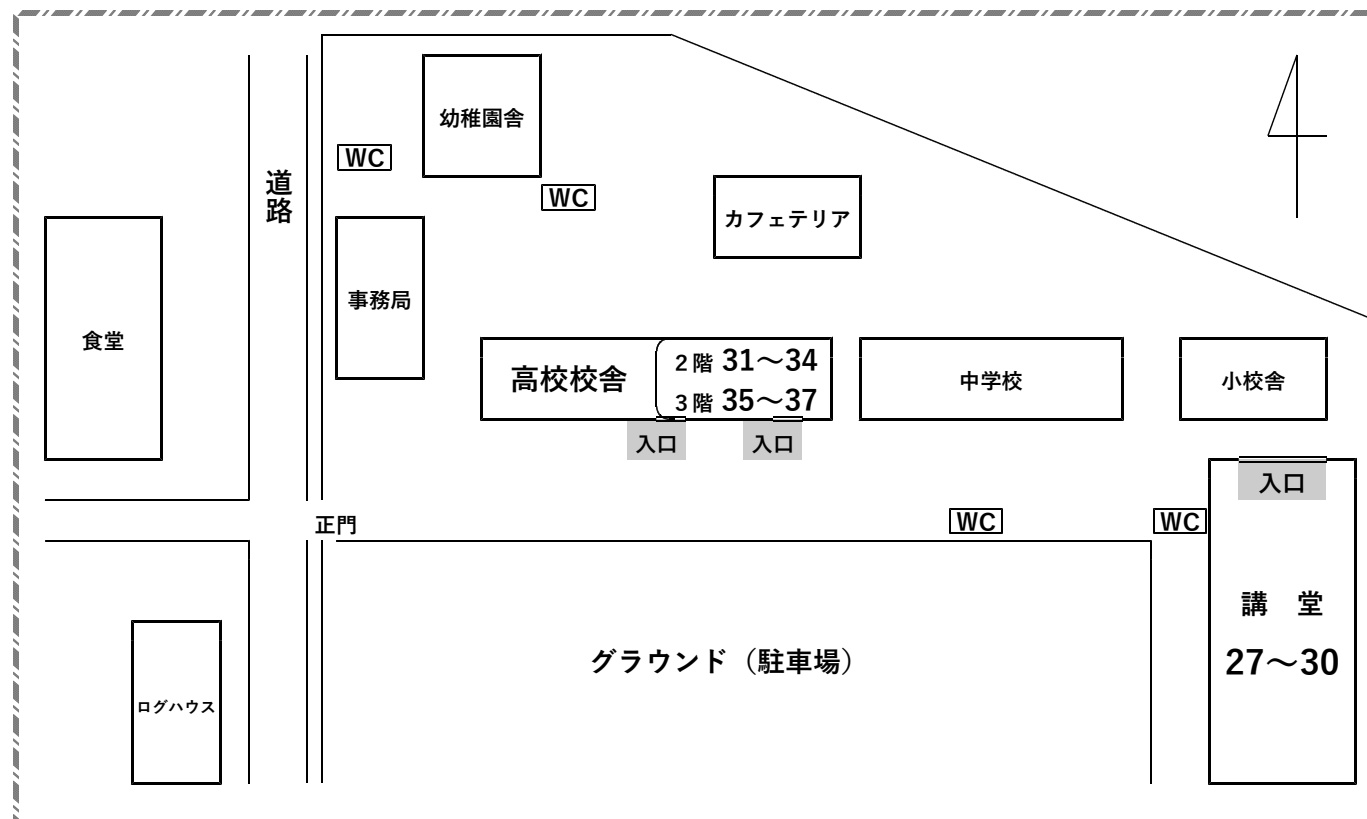 幼稚園舎
WC
道路
WC
カフェテリア
事務局
食堂
高校校舎
2階 31～34
3階 35～37
中学校
小校舎
入口
入口
入口
正門
WC
WC
講　堂
27～30
グラウンド（駐車場）
ログハウス